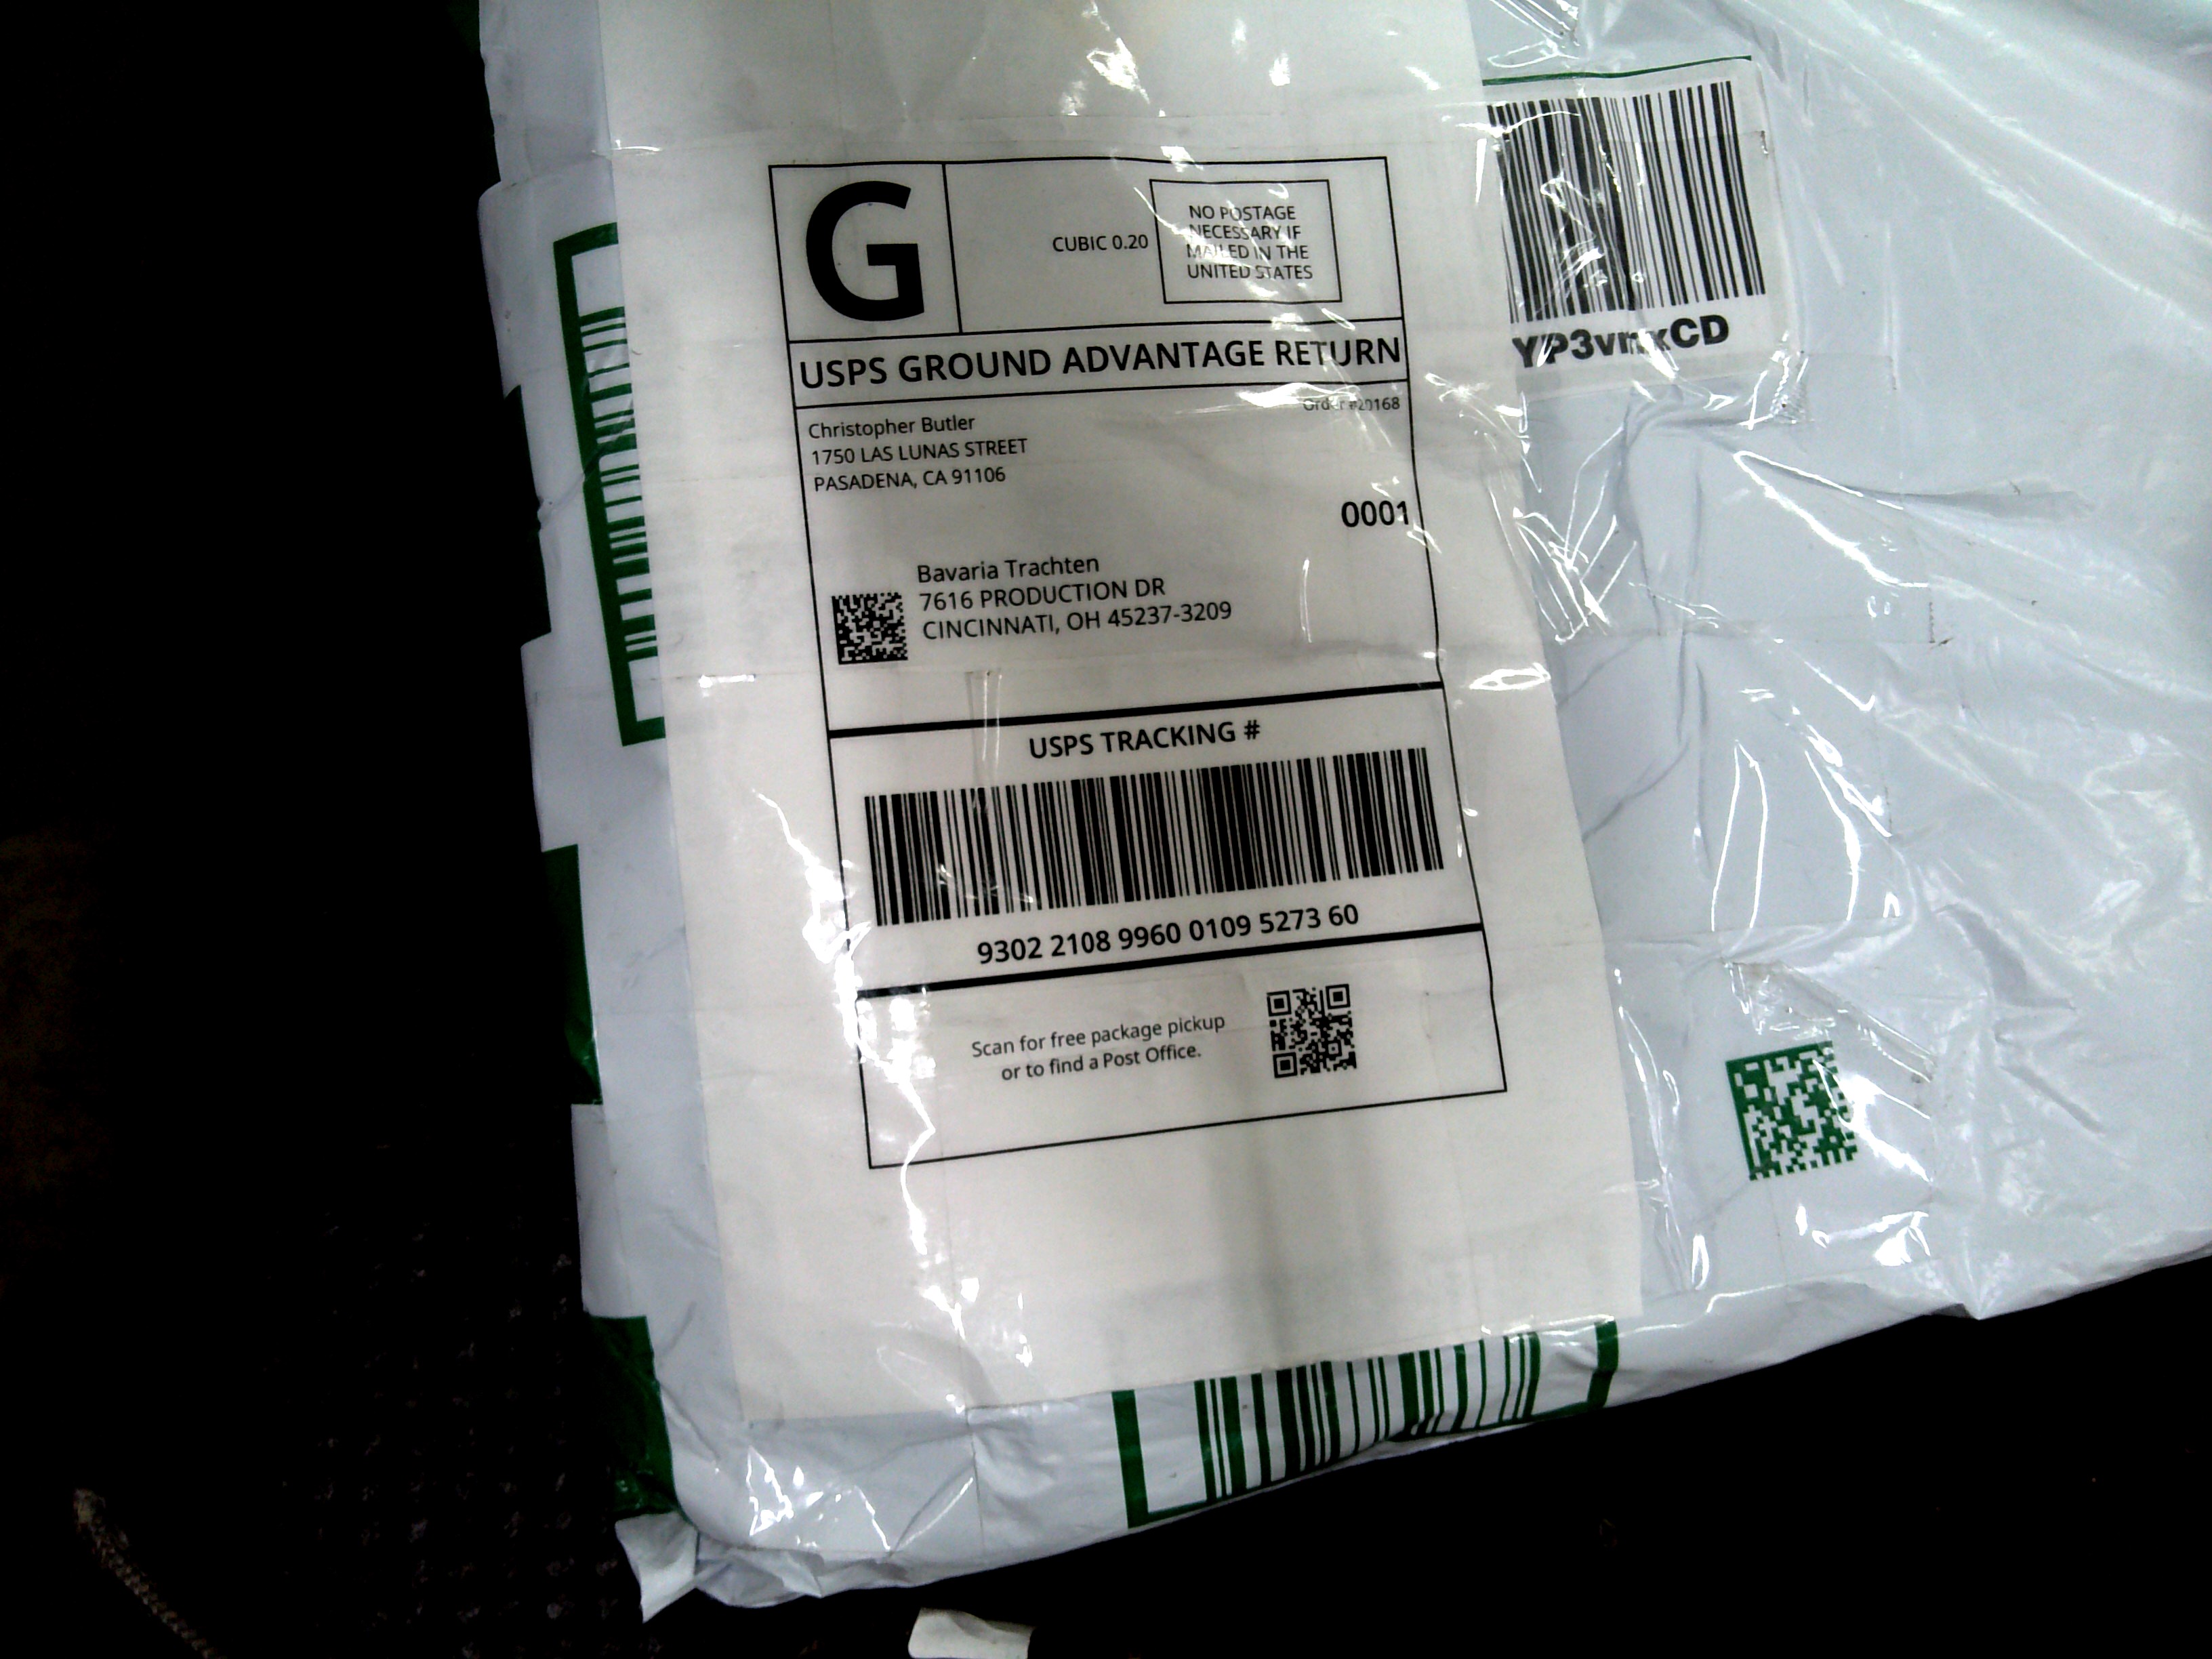 G
CUBIC 0.20
NO POSTAGE
NECESSARY IF
MAILED IN THE
UNITED STATES
USPS GROUND ADVANTAGE RETURN
Christopher Butler
1750 LAS LUNAS STREET
PASADENA, CA 91106
Order #20168
0001
Bavaria Trachten
7616 PRODUCTION DR
CINCINNATI, OH 45237-3209
USPS TRACKING #
9302 2108 9960 0109 5273 60
Scan for free package pickup
or to find a Post Office.